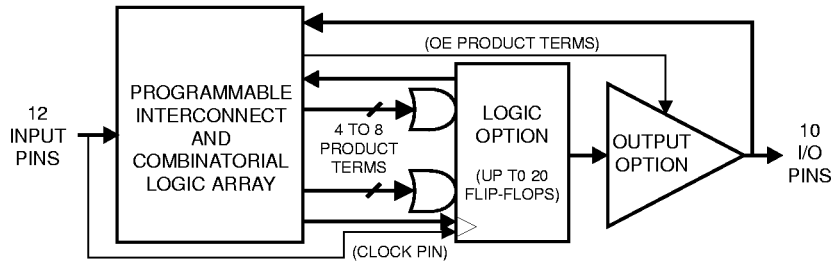 (OE PRODUCT TERMS)
12
INPUT
PINS
PROGRAMMABLE
INTERCONNECT
AND
COMBINATORIAL
LOGIC ARRAY
4 TO 8
PRODUCT
TERMS
LOGIC
OPTION
(UP T0 20
FLIP-FLOPS)
OUTPUT
OPTION
10
I/O
PINS
(CLOCK PIN)